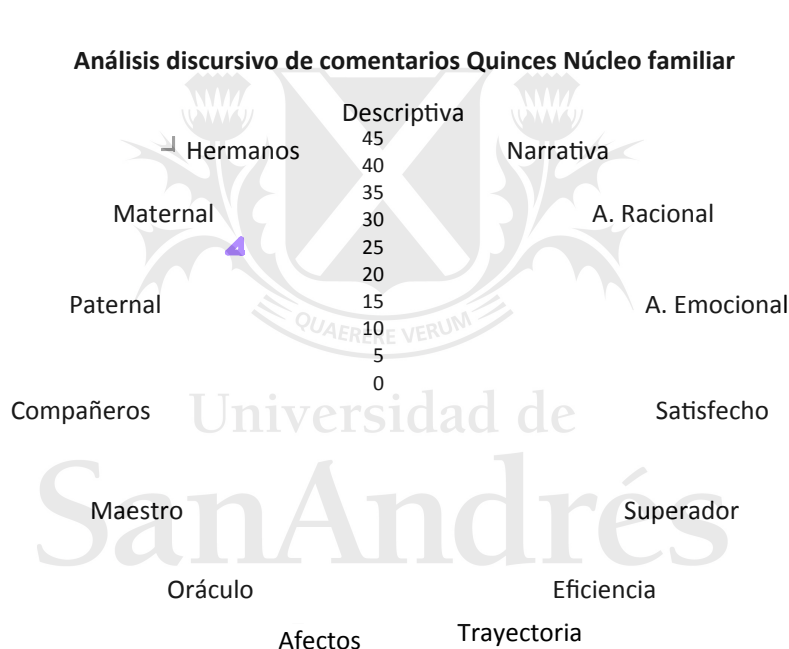 Análisis discursivo de comentarios Quinces Núcleo familiar
Descriptiva
Hermanos
Narrativa
Maternal
A. Racional
Paternal
A. Emocional
Compañeros
Satisfecho
Maestro
Superador
Oráculo
Eficiencia
Afectos
Trayectoria
45
40
35
30
25
20
15
10
5
0
QUAERERE VERUM
Universidad de
SanAndrés